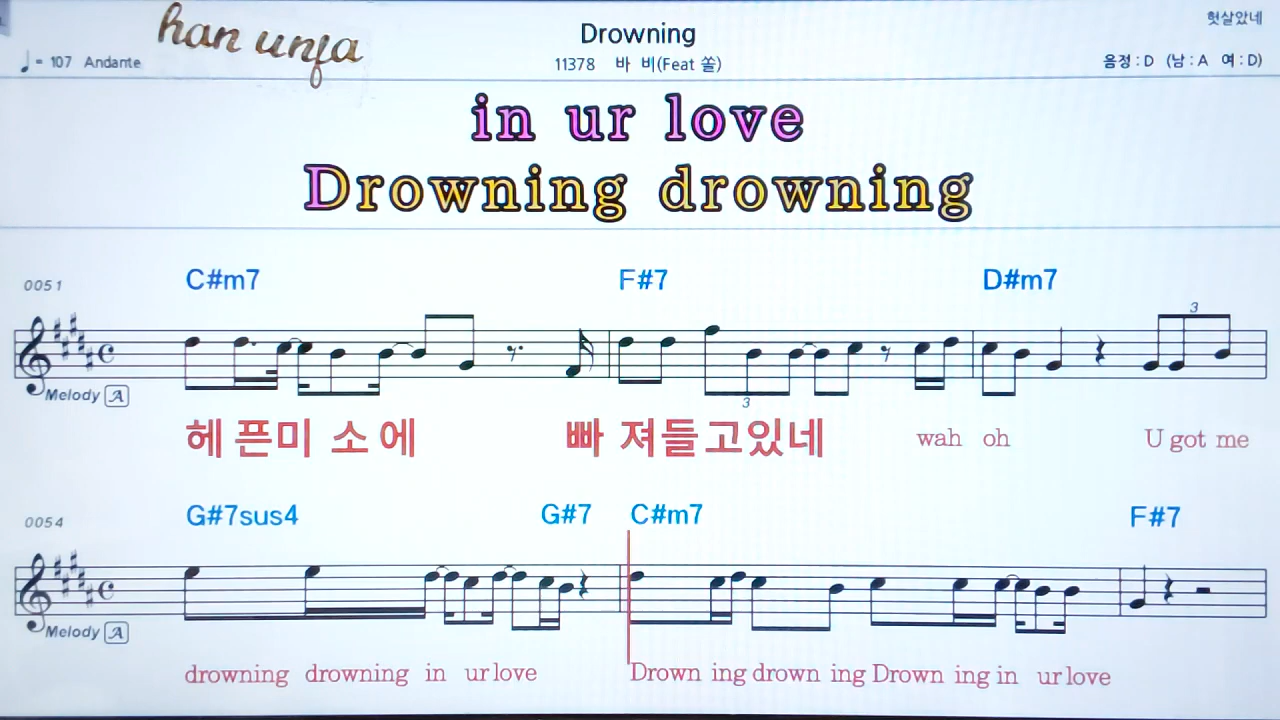 헛살았네
han unfa
Drowning
♩= 107 Andante
11378 바 비(Feat 쏠)
음정 : D (남 : A 여 : D)
in ur love
Drowning drowning
0051
C#m7 F#7 D#m7
3
3
Melody A
헤 픈미 소 에 빠 져들고있네 wah oh U got me
0054
G#7sus4 G#7 C#m7 F#7
Melody A
drowning drowning in ur love Drown ing drown ing Drown ing in ur love